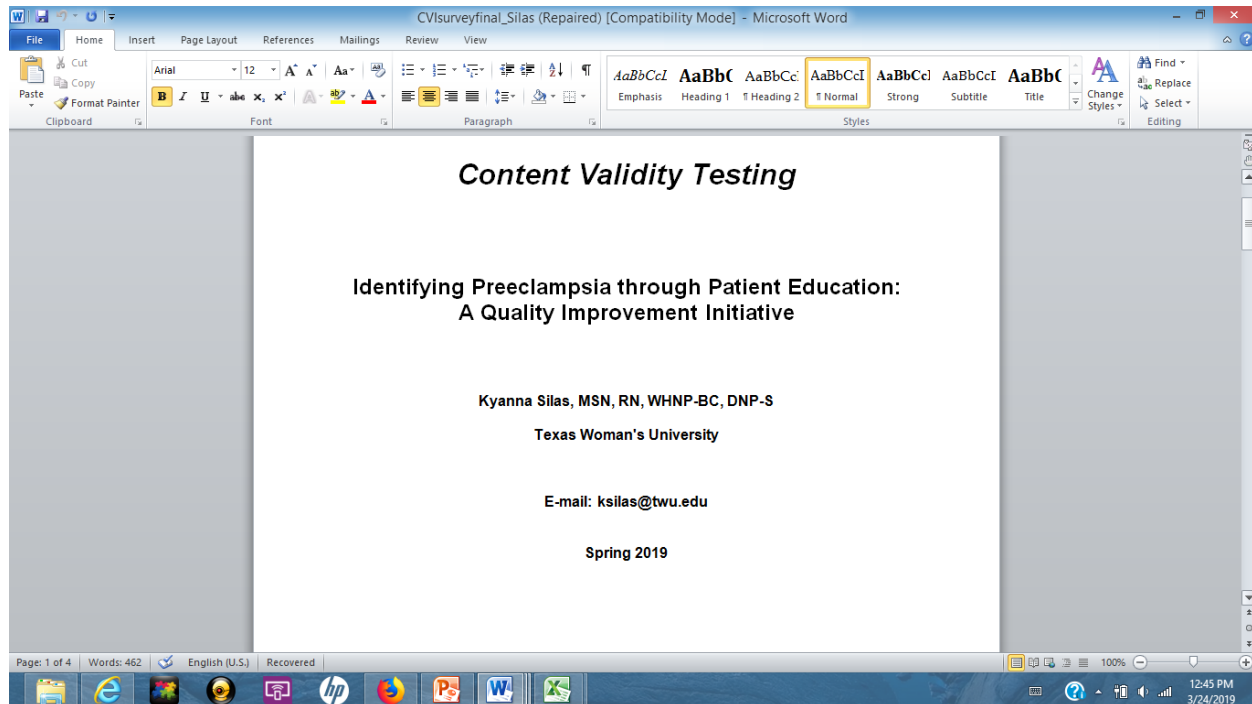 CVIsurveyfinal_Silas (Repaired) [Compatibility Mode] - Microsoft Word
File Home Insert Page Layout References Mailings Review View
Paste
Cut
Copy
Format Painter
Clipboard
Arial 12
Font
Paragraph
AaBbCcL AaBb( AaBbCc AaBbCcI AaBbCc] AaBbCcI AaBb(
Emphasis Heading 1 ¶ Heading 2 ¶ Normal Strong Subtitle Title
Change Styles
Styles
Find
Replace
Select
Editing
Content Validity Testing
Identifying Preeclampsia through Patient Education:
A Quality Improvement Initiative
Kyanna Silas, MSN, RN, WHNP-BC, DNP-S
Texas Woman's University
E-mail: ksilas@twu.edu
Spring 2019
Page: 1 of 4 Words: 462 English (U.S.) Recovered 100%
12:45 PM
3/24/2019